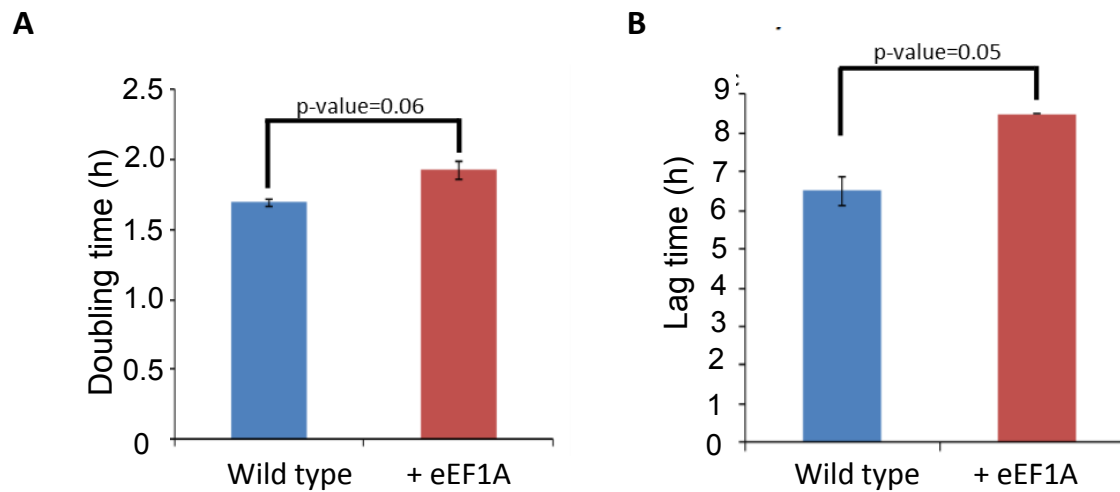 A
p-value=0.06
2.5
2.0
1.5
1.0
0.5
0
Doubling time (h)
Wild type
+ eEF1A
B
p-value=0.05
9
8
7
6
5
4
3
2
1
0
Lag time (h)
Wild type
+ eEF1A